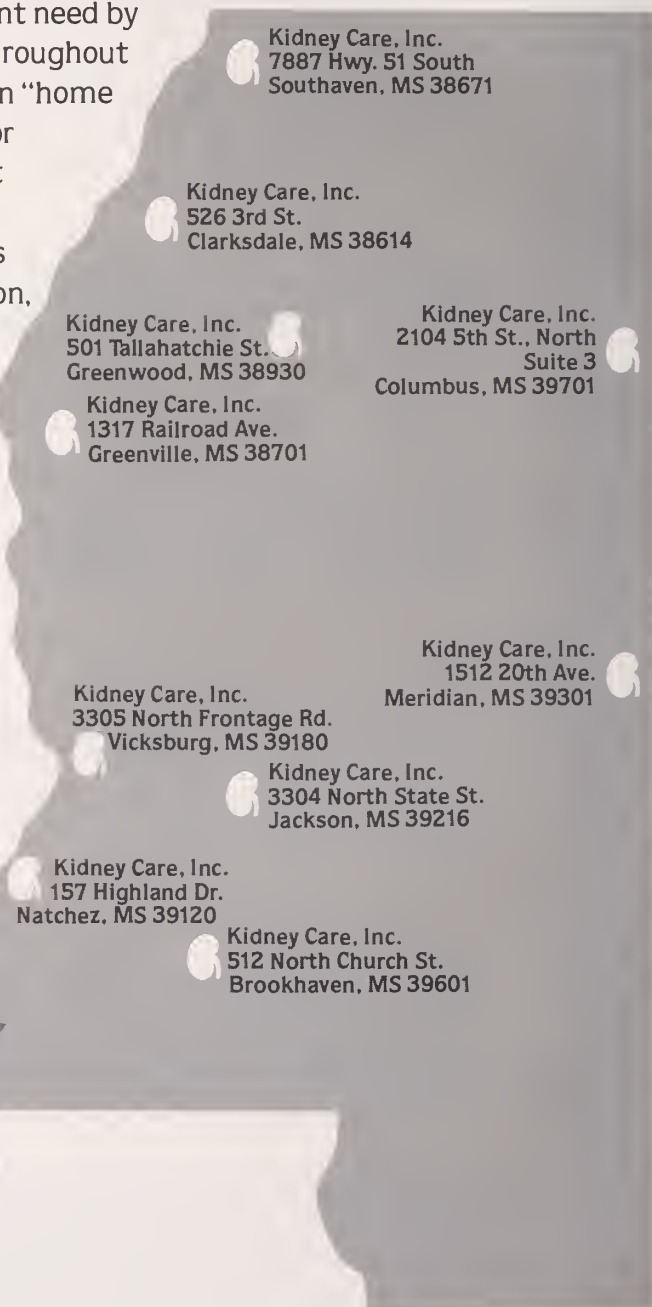 nt need by
roughout
n “home
or
t
s
on,
Kidney Care, Inc.
7887 Hwy. 51 South
Southaven, MS 38671
Kidney Care, Inc.
526 3rd St.
Clarksdale, MS 38614
Kidney Care, Inc.
501 Tallahatchie St.
Greenwood, MS 38930
Kidney Care, Inc.
2104 5th St., North
Suite 3
Columbus, MS 39701
Kidney Care, Inc.
1317 Railroad Ave.
Greenville, MS 38701
Kidney Care, Inc.
1512 20th Ave.
Meridian, MS 39301
Kidney Care, Inc.
3305 North Frontage Rd.
Vicksburg, MS 39180
Kidney Care, Inc.
3304 North State St.
Jackson, MS 39216
Kidney Care, Inc.
157 Highland Dr.
Natchez, MS 39120
Kidney Care, Inc.
512 North Church St.
Brookhaven, MS 39601